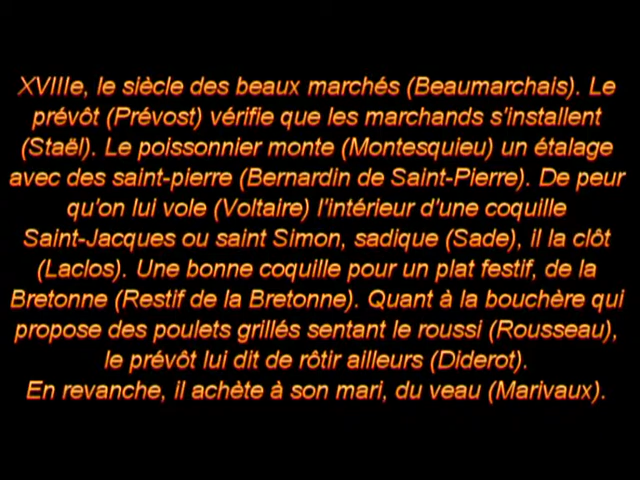 XVIIIe, le siècle des beaux marchés (Beaumarchais). Le
prévôt (Prévost) vérifie que les marchands s'installent
(Staël). Le poissonnier monte (Montesquieu) un étalage
avec des saint-pierre (Bernardin de Saint-Pierre). De peur
qu'on lui vole (Voltaire) l'intérieur d'une coquille
Saint-Jacques ou saint Simon, sadique (Sade), il la clôt
(Laclos). Une bonne coquille pour un plat festif, de la
Bretonne (Restif de la Bretonne). Quant à la bouchère qui
propose des poulets grillés sentant le roussi (Rousseau),
le prévôt lui dit de rôtir ailleurs (Diderot).
En revanche, il achète à son mari, du veau (Marivaux).